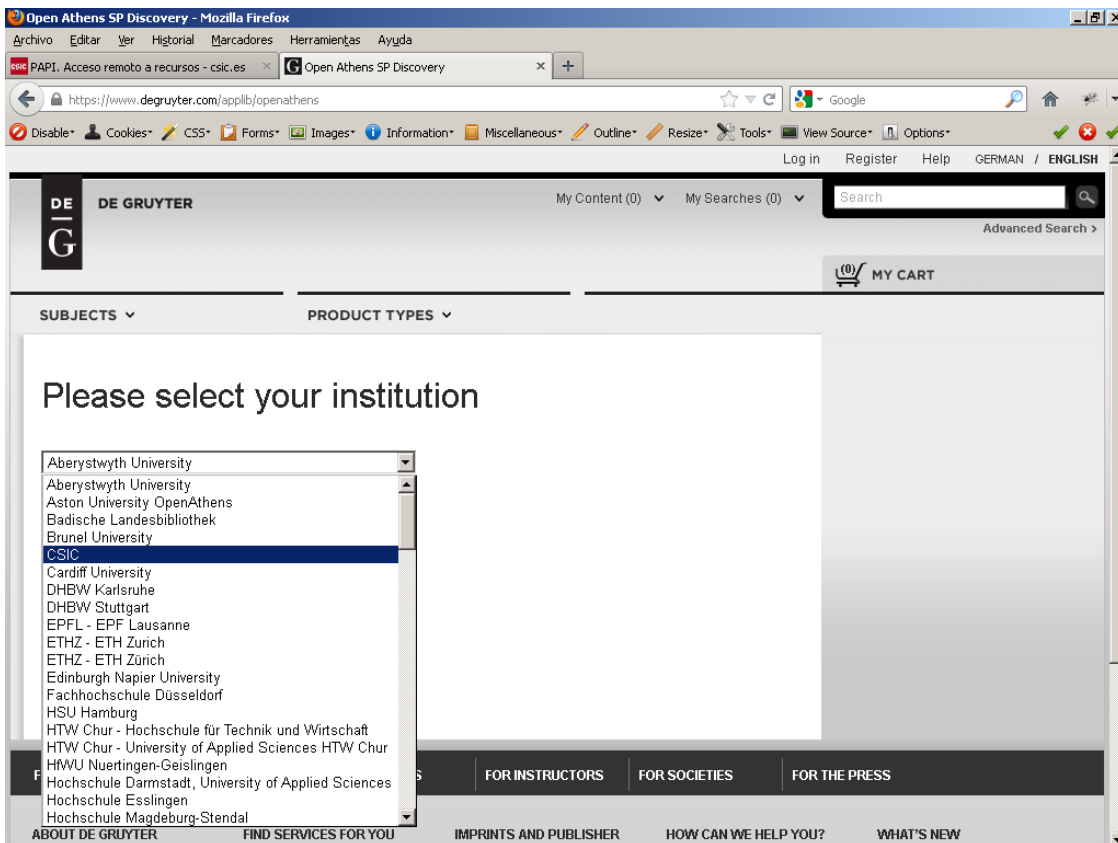 Open Athens SP Discovery - Mozilla Firefox
Archivo Editar Ver Historial Marcadores Herramientas Ayuda
csic PAPI. Acceso remoto a recursos - csic.es × G Open Athens SP Discovery × +
https://www.degruyter.com/applib/openathens Google
Disable Cookies CSS Forms Images Information Miscellaneous Outline Resize Tools View Source Options
Log in Register Help GERMAN / ENGLISH
DE G DE GRUYTER My Content (0) My Searches (0) Search
Advanced Search >
(0) MY CART
SUBJECTS PRODUCT TYPES
Please select your institution
Aberystwyth University
Aberystwyth University
Aston University OpenAthens
Badische Landesbibliothek
Brunel University
CSIC
Cardiff University
DHBW Karlsruhe
DHBW Stuttgart
EPFL - EPF Lausanne
ETHZ - ETH Zurich
ETHZ - ETH Zürich
Edinburgh Napier University
Fachhochschule Düsseldorf
HSU Hamburg
HTW Chur - Hochschule für Technik und Wirtschaft
HTW Chur - University of Applied Sciences HTW Chur
HfWU Nuertingen-Geislingen
Hochschule Darmstadt, University of Applied Sciences
Hochschule Esslingen
Hochschule Magdeburg-Stendal
FOR INSTRUCTORS FOR SOCIETIES FOR THE PRESS
ABOUT DE GRUYTER FIND SERVICES FOR YOU IMPRINTS AND PUBLISHER HOW CAN WE HELP YOU? WHAT'S NEW